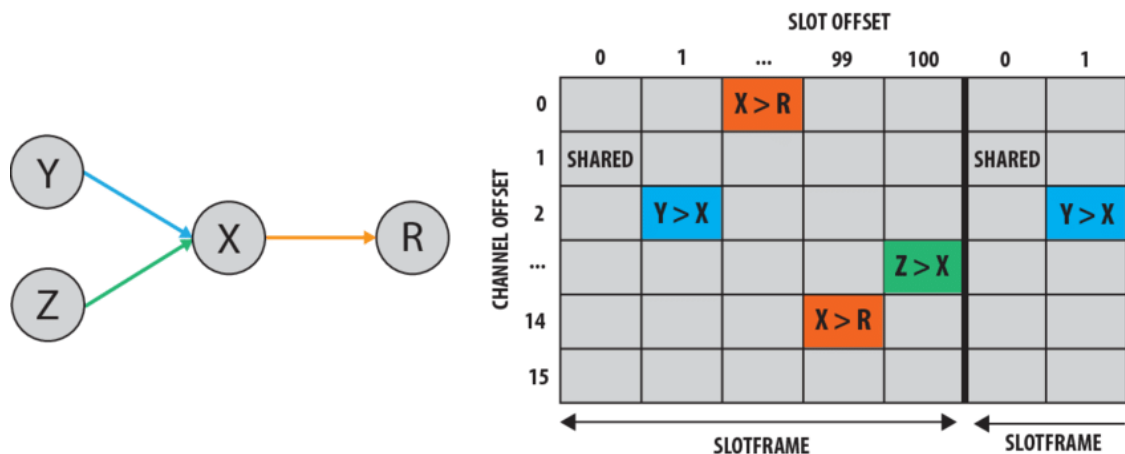 SLOT OFFSET
0 1 ... 99 100 0 1
CHANNEL OFFSET
0 X > R
1 SHARED SHARED
2 Y > X Y > X
... Z > X
14 X > R
15
SLOTFRAME
SLOTFRAME
Y
X
R
Z